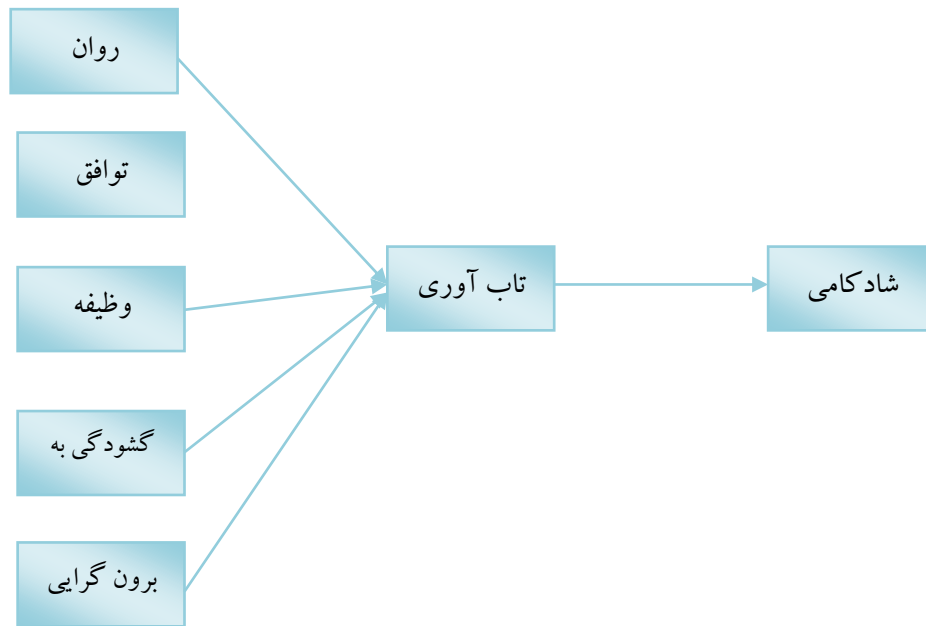 روان
توافق
وظیفه
گشودگی به
برون گرایی
تاب آوری
شادکامی